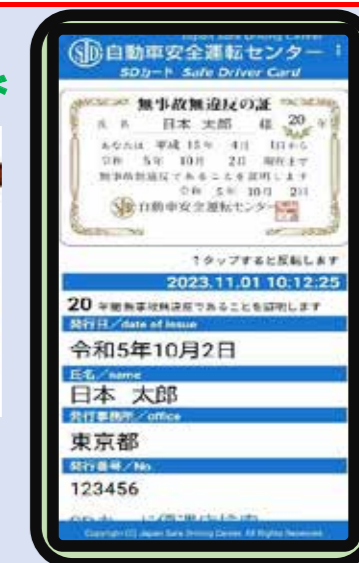 Japan Safe Driving Center
SD 自動車安全運転センター
SDカード Safe Driver Card
無事故無違反の証
氏名 日本 太郎 様 20 年
あなたは 平成 15年 4月 1日から
令和 5年 10月 2日 現在まで
無事故無違反であることを証明します
令和 5年 10月 2日
自動車安全運転センター
↑タップすると反転します
2023.11.01 10:12:25
20 年間無事故無違反であることを証明します
発行日/date of issue
令和5年10月2日
氏名/name
日本 太郎
発行事務所/office
東京都
発行番号/No.
123456
Copyright (C) Japan Safe Driving Center. All Rights Reserved.